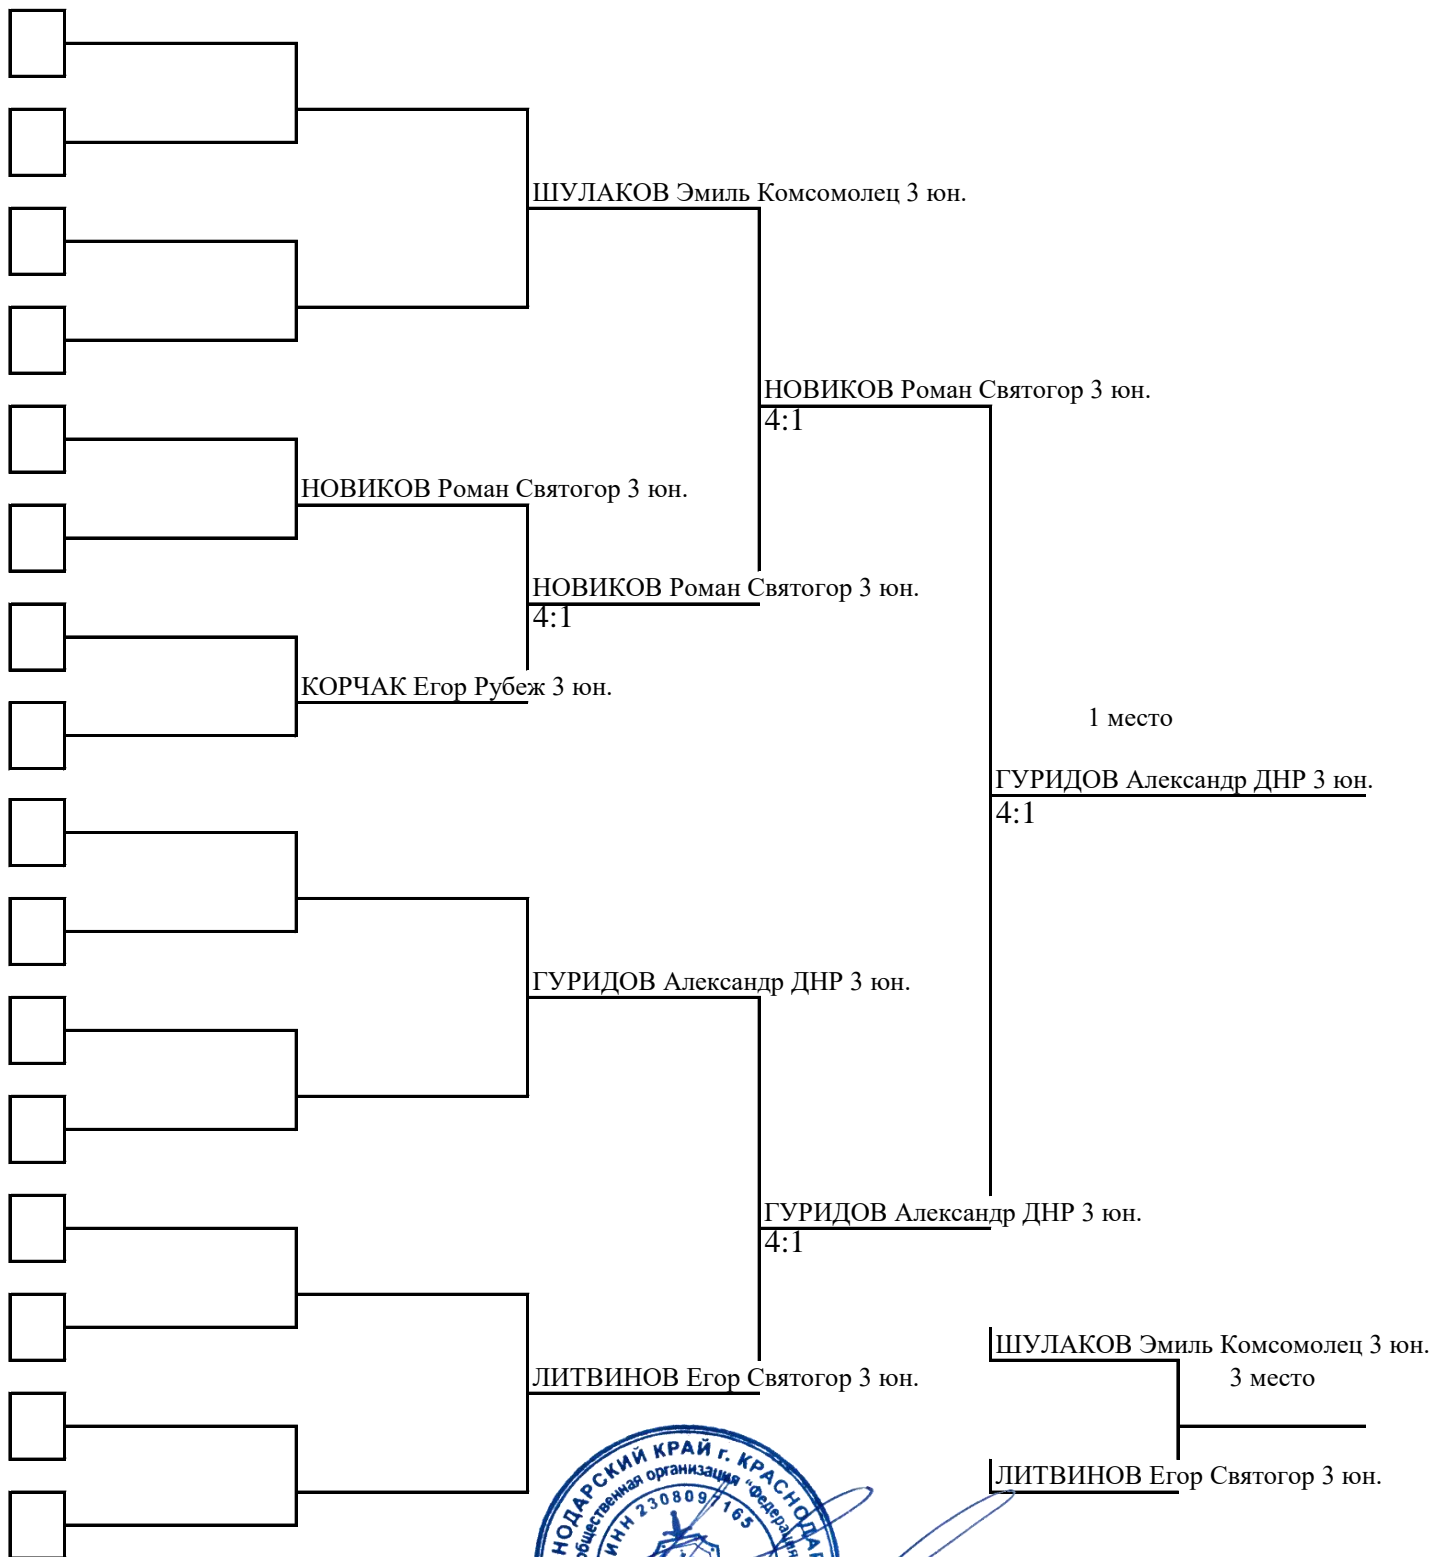 ШУЛАКОВ Эмиль Комсомолец 3 юн.
НОВИКОВ Роман Святогор 3 юн.
4:1
НОВИКОВ Роман Святогор 3 юн.
НОВИКОВ Роман Святогор 3 юн.
4:1
КОРЧАК Егор Рубеж 3 юн.
1 место
ГУРИДОВ Александр ДНР 3 юн.
4:1
ГУРИДОВ Александр ДНР 3 юн.
ГУРИДОВ Александр ДНР 3 юн.
4:1
ШУЛАКОВ Эмиль Комсомолец 3 юн.
3 место
ЛИТВИНОВ Егор Святогор 3 юн.
ЛИТВИНОВ Егор Святогор 3 юн.
КРАЙ г.
общественная организация "Федерация
ИНН 2308097165